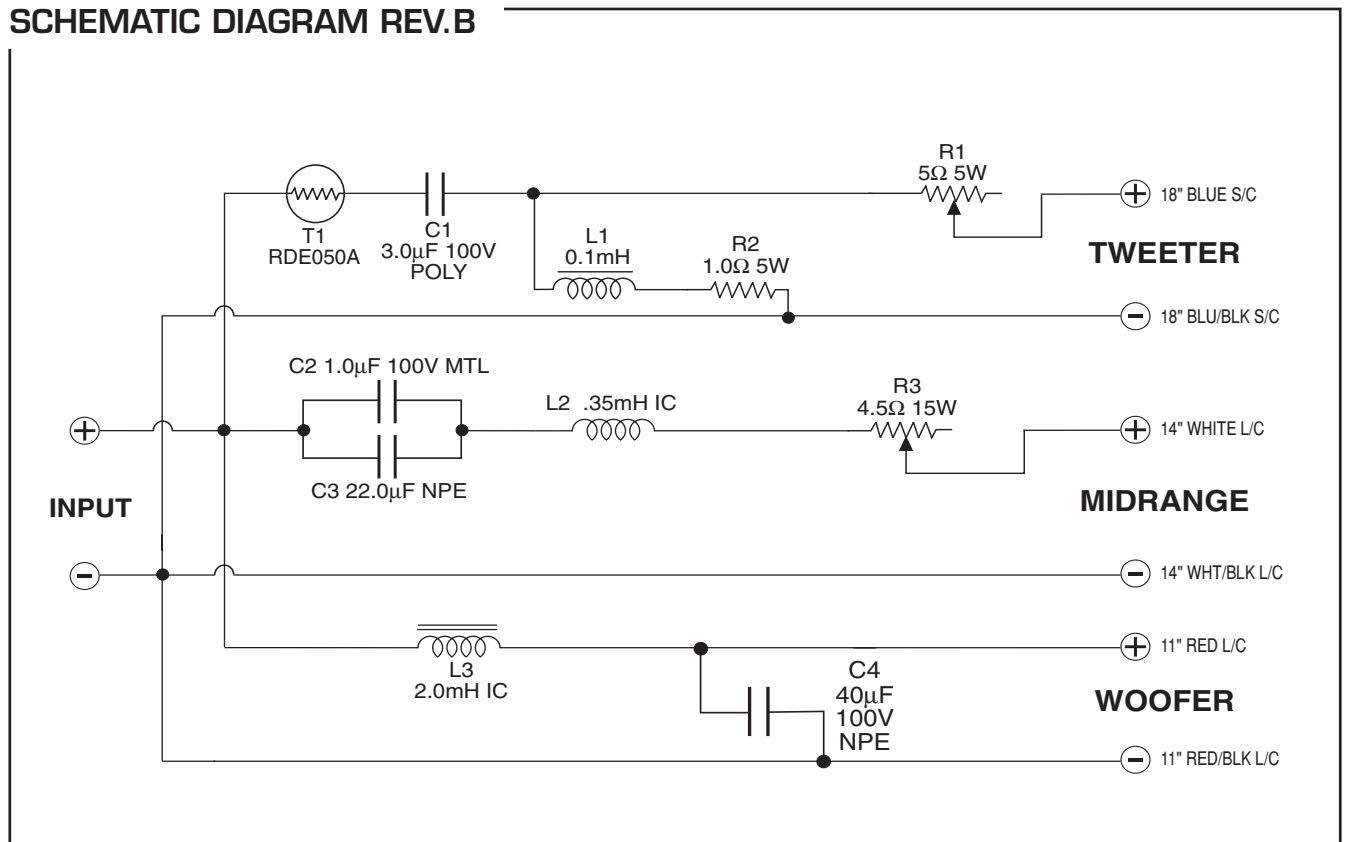 SCHEMATIC DIAGRAM REV.B
R1
5Ω 5W
+
18" BLUE S/C
T1
RDE050A
C1
3.0µF 100V
POLY
L1
0.1mH
R2
1.0Ω 5W
TWEETER
−
18" BLU/BLK S/C
C2 1.0µF 100V MTL
L2 .35mH IC
R3
4.5Ω 15W
+
+
14" WHITE L/C
C3 22.0µF NPE
INPUT
MIDRANGE
−
−
14" WHT/BLK L/C
L3
2.0mH IC
+
11" RED L/C
C4
40µF
100V
NPE
WOOFER
−
11" RED/BLK L/C